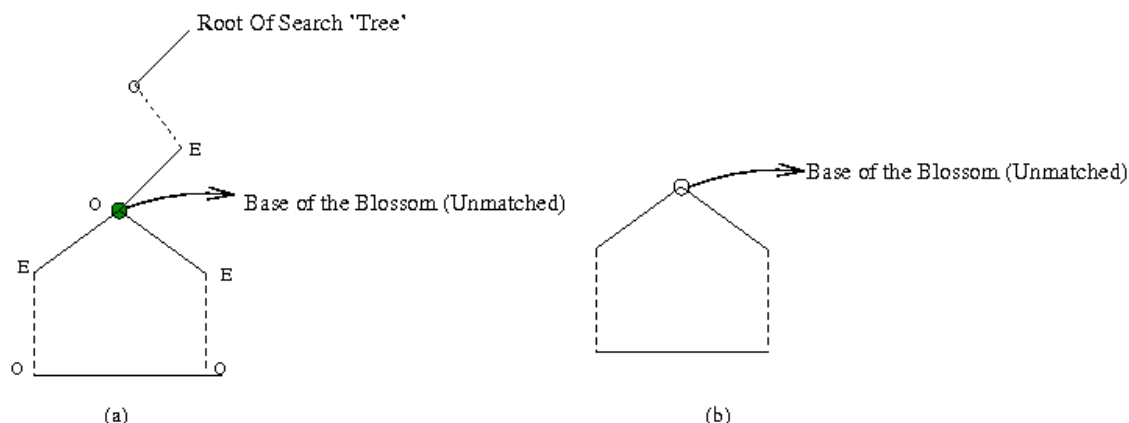 Root Of Search 'Tree'
O
E
Base of the Blossom (Unmatched)
O
Base of the Blossom (Unmatched)
E
E
O
O
(a)
(b)